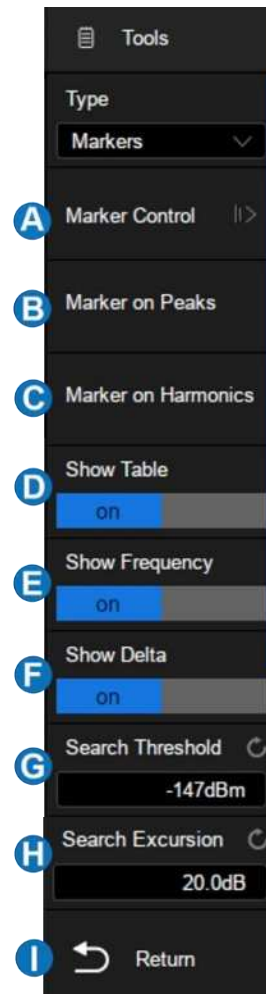 Tools
Type
Markers
A Marker Control
B Marker on Peaks
C Marker on Harmonics
Show Table
D
on
Show Frequency
E
on
Show Delta
F
on
Search Threshold
G
-147dBm
Search Excursion
H
20.0dB
I Return